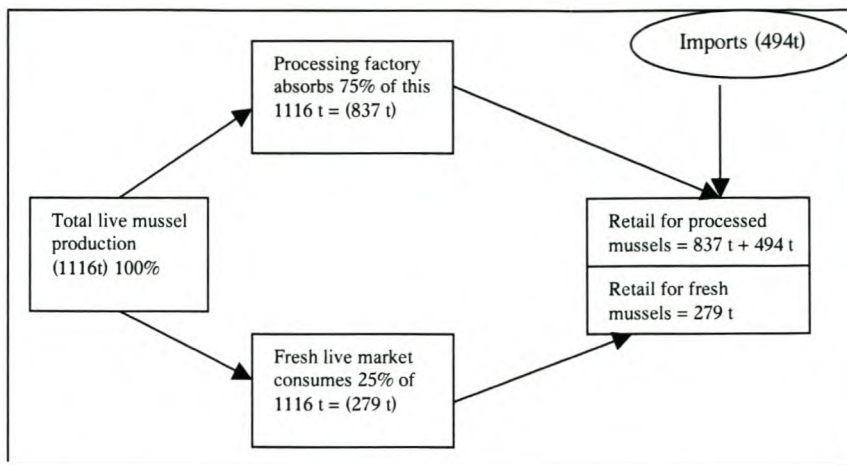 Processing factory
absorbs 75% of this
1116 t = (837 t)
Imports (494t)
Total live mussel
production
(1116t) 100%
Retail for processed
mussels = 837 t + 494 t
Retail for fresh
mussels = 279 t
Fresh live market
consumes 25% of
1116 t = (279 t)